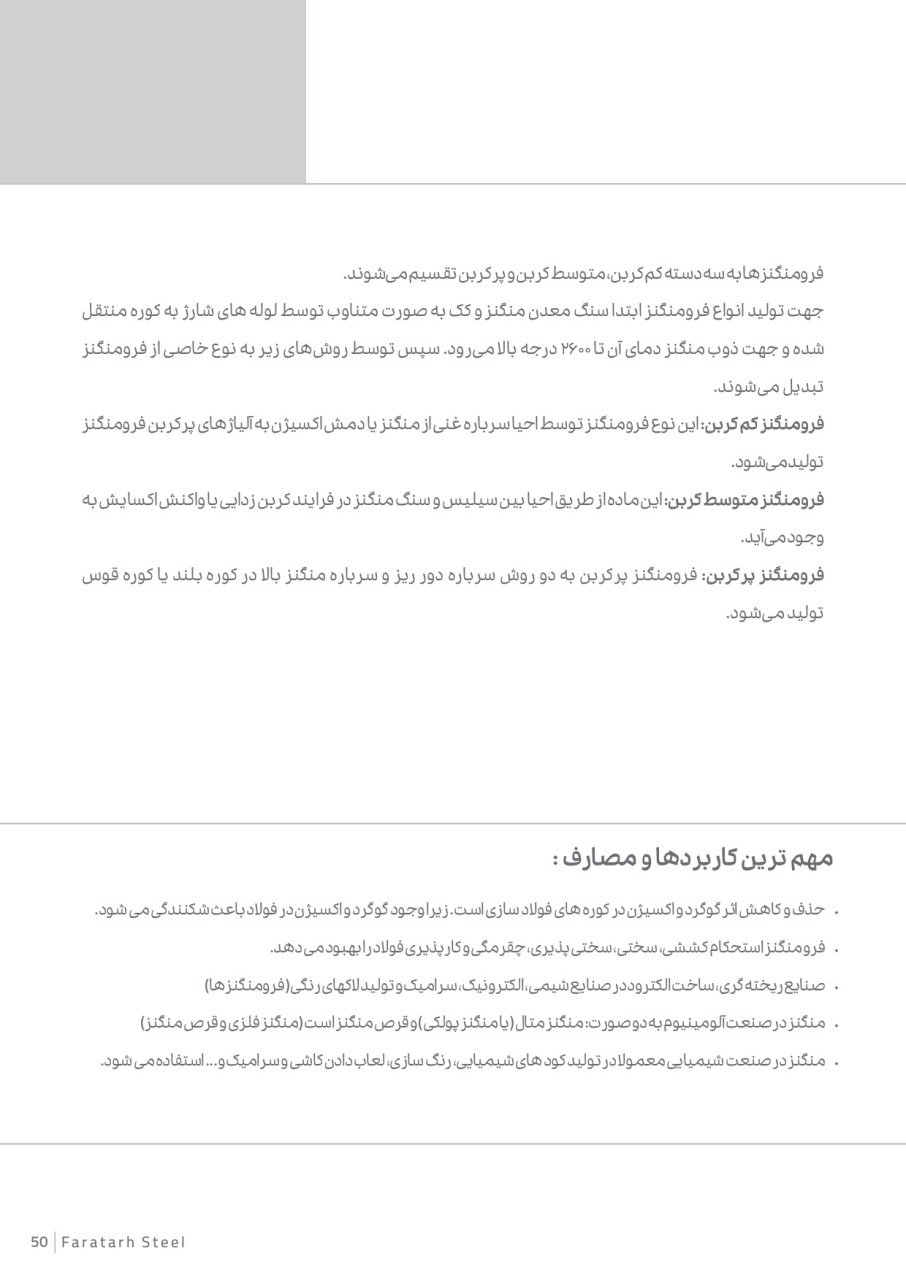 فرومنگنزها به سه دسته کم کربن، متوسط کربن و پر کربن تقسیم می‌شوند.
جهت تولید انواع فرومنگنز ابتدا سنگ معدن منگنز و کک به صورت متناوب توسط لوله های شارژ به کوره منتقل
شده و جهت ذوب منگنز دمای آن تا ۲۶۰۰ درجه بالا می‌رود. سپس توسط روش‌های زیر به نوع خاصی از فرومنگنز
تبدیل می‌شوند.
فرومنگنز کم کربن: این نوع فرومنگنز توسط احیا سرباره غنی از منگنز یا دمش اکسیژن به آلیاژهای پر کربن فرومنگنز
تولید می‌شود.
فرومنگنز متوسط کربن: این ماده از طریق احیا بین سیلیس و سنگ منگنز در فرایند کربن زدایی یا واکنش اکسایش به
وجود می‌آید.
فرومنگنز پر کربن: فرومنگنز پر کربن به دو روش سرباره دور ریز و سرباره منگنز بالا در کوره بلند یا کوره قوس
تولید می‌شود.
مهم ترین کاربردها و مصارف :
• حذف و کاهش اثر گوگرد و اکسیژن در کوره های فولاد سازی است. زیرا وجود گوگرد و اکسیژن در فولاد باعث شکنندگی می شود.
• فرومنگنز استحکام کششی، سختی، سختی پذیری، چقرمگی و کار پذیری فولاد را بهبود می دهد.
• صنایع ریخته گری، ساخت الکترود در صنایع شیمی، الکترونیک، سرامیک و تولید لاکهای رنگی (فرومنگنزها)
• منگنز در صنعت آلومینیوم به دو صورت: منگنز متال (یا منگنز پولکی) و قرص منگنز است (منگنز فلزی و قرص منگنز)
• منگنز در صنعت شیمیایی معمولا در تولید کود های شیمیایی، رنگ سازی، لعاب دادن کاشی و سرامیک و... استفاده می شود.
50 | Faratarh Steel